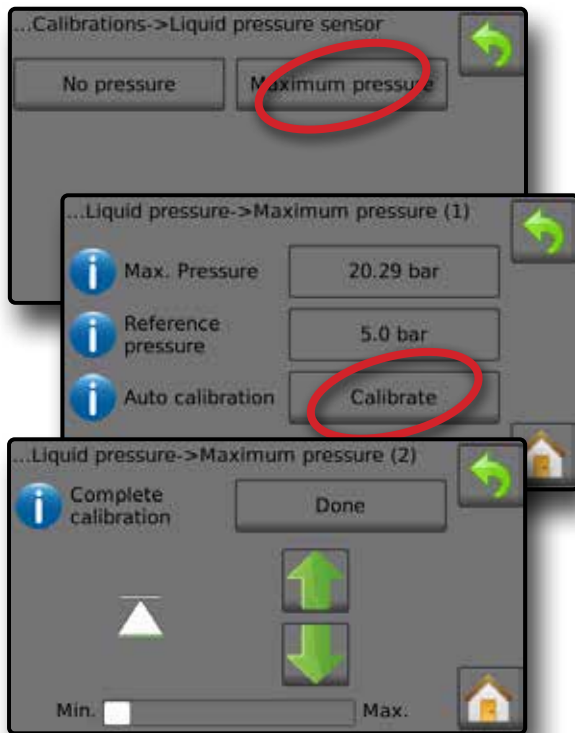 ...Calibrations->Liquid pressure sensor
No pressure
Maximum pressure
...Liquid pressure->Maximum pressure (1)
Max. Pressure
20.29 bar
Reference
pressure
5.0 bar
Auto calibration
Calibrate
...Liquid pressure->Maximum pressure (2)
Complete
calibration
Done
Min.
Max.